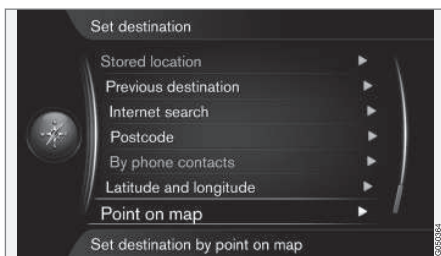 Set destination
Stored location
Previous destination
Internet search
Postcode
By phone contacts
Latitude and longitude
Point on map
Set destination by point on map
G050364